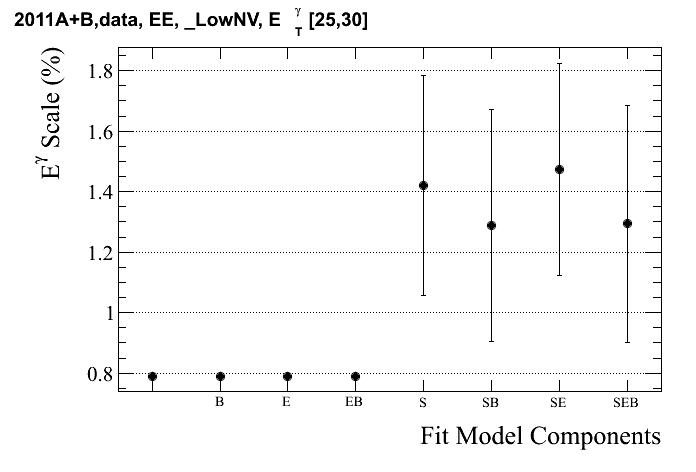 2011A+B,data, EE, _LowNV, E γ T [25,30]
E γ Scale (%)
1.8
1.6
1.4
1.2
1
0.8
B E EB S SB SE SEB
Fit Model Components